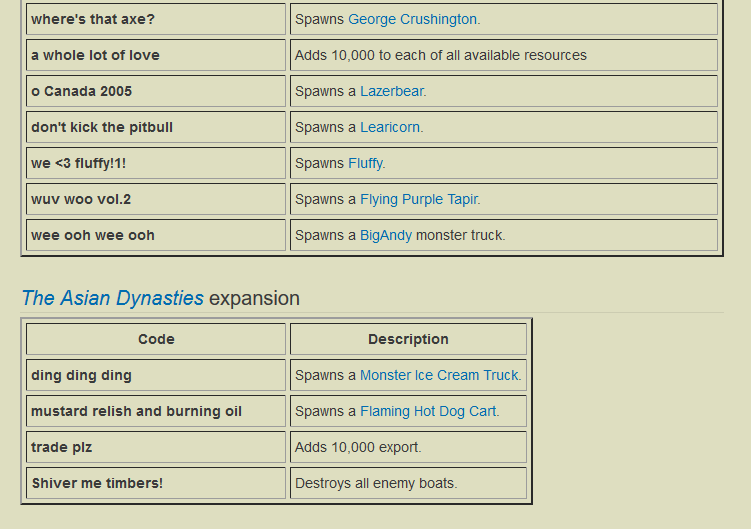 where's that axe? Spawns George Crushington.
a whole lot of love Adds 10,000 to each of all available resources
o Canada 2005 Spawns a Lazerbear.
don't kick the pitbull Spawns a Learicorn.
we <3 fluffy!1! Spawns Fluffy.
wuv woo vol.2 Spawns a Flying Purple Tapir.
wee ooh wee ooh Spawns a BigAndy monster truck.
The Asian Dynasties expansion
Code Description
ding ding ding Spawns a Monster Ice Cream Truck.
mustard relish and burning oil Spawns a Flaming Hot Dog Cart.
trade plz Adds 10,000 export.
Shiver me timbers! Destroys all enemy boats.